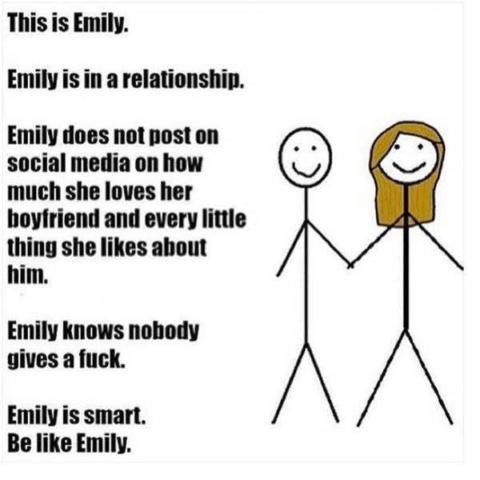 This is Emily.
Emily is in a relationship.
Emily does not post on
social media on how
much she loves her
boyfriend and every little
thing she likes about
him.
Emily knows nobody
gives a fuck.
Emily is smart.
Be like Emily.